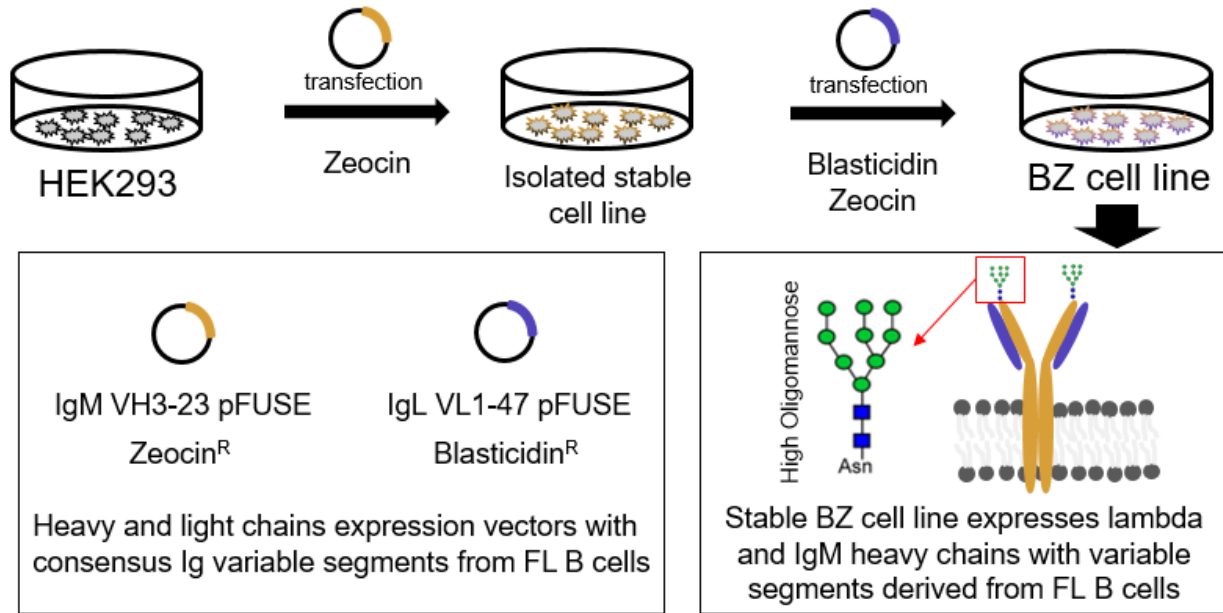 transcription
transfection
transfection
HEK293
Zeocin
Isolated stable
cell line
Blasticidin
Zeocin
BZ cell line
IgM VH3-23 pFUSE
Zeocinᴿ
IgL VL1-47 pFUSE
Blasticidinᴿ
Heavy and light chains expression vectors with
consensus Ig variable segments from FL B cells
High Oligomannose
Asn
Stable BZ cell line expresses lambda
and IgM heavy chains with variable
segments derived from FL B cells